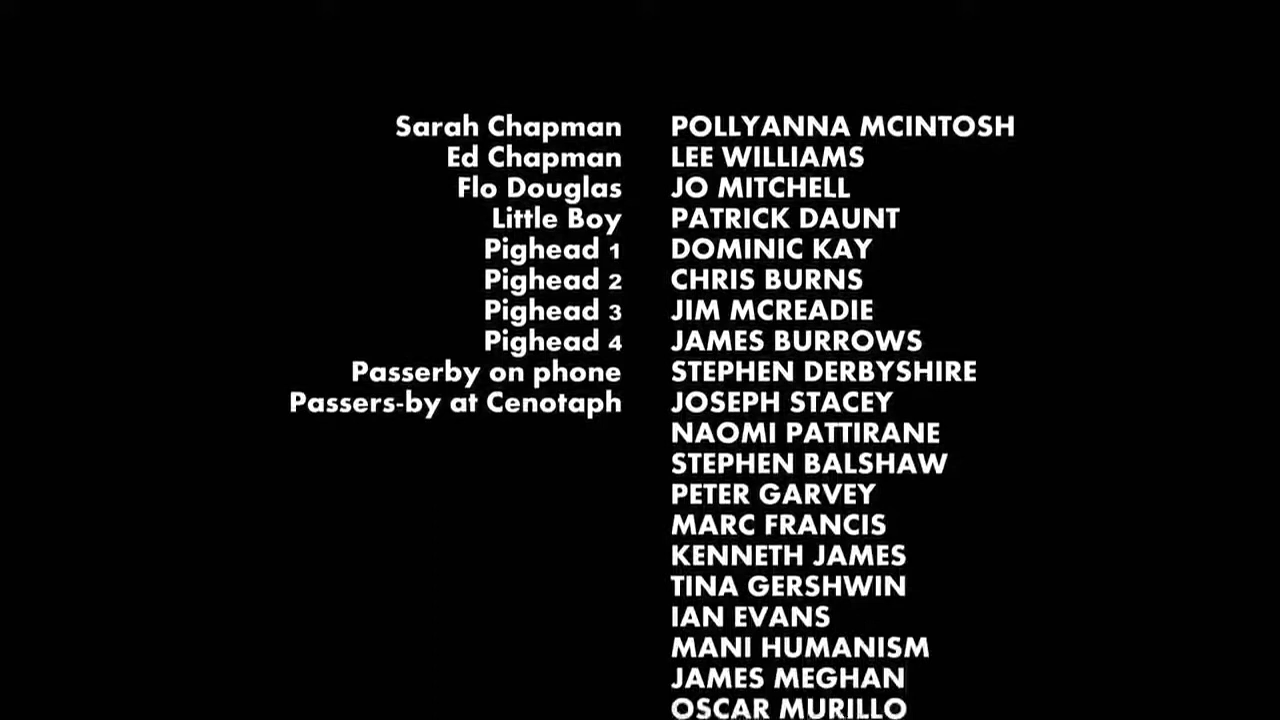 Sarah Chapman POLLYANNA MCINTOSH
Ed Chapman LEE WILLIAMS
Flo Douglas JO MITCHELL
Little Boy PATRICK DAUNT
Pighead 1 DOMINIC KAY
Pighead 2 CHRIS BURNS
Pighead 3 JIM MCREADIE
Pighead 4 JAMES BURROWS
Passerby on phone STEPHEN DERBYSHIRE
Passers-by at Cenotaph JOSEPH STACEY
NAOMI PATTIRANE
STEPHEN BALSHAW
PETER GARVEY
MARC FRANCIS
KENNETH JAMES
TINA GERSHWIN
IAN EVANS
MANI HUMANISM
JAMES MEGHAN
OSCAR MURILLO